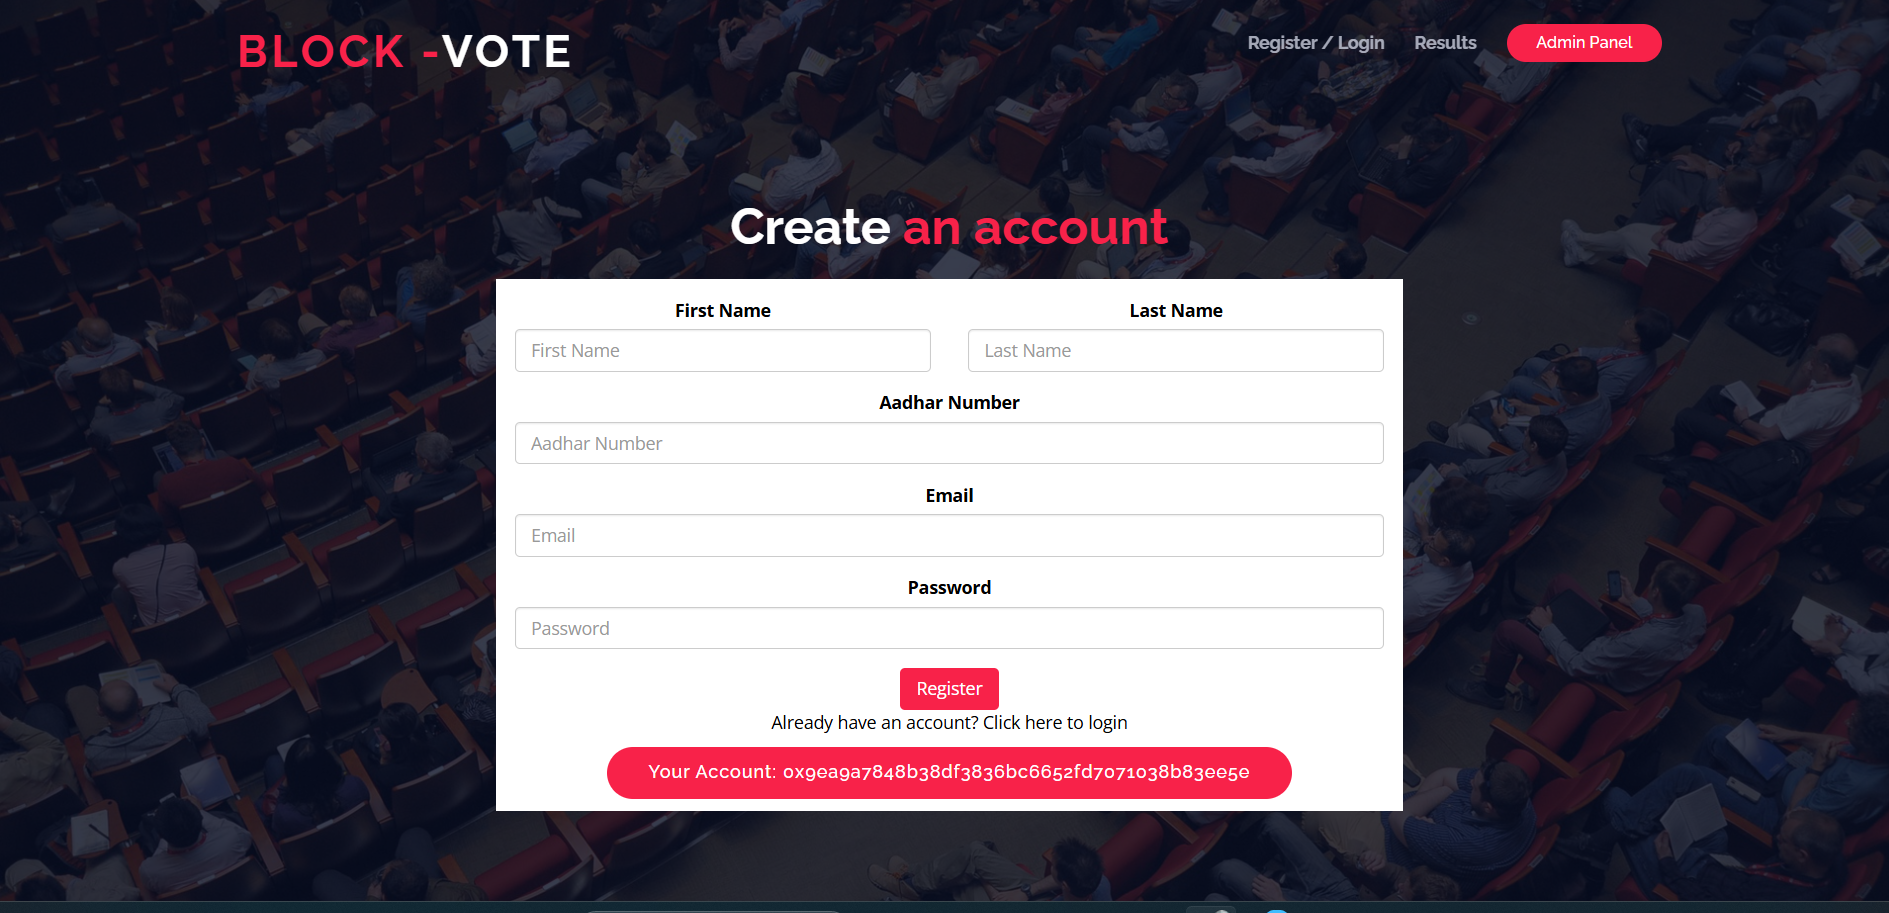 BLOCK -VOTE
Register / Login Results Admin Panel
Create an account
First Name Last Name
First Name Last Name
Aadhar Number
Aadhar Number
Email
Email
Password
Password
Register
Already have an account? Click here to login
Your Account: 0x9ea9a7848b38df3836bc6652fd7071038b83ee5e